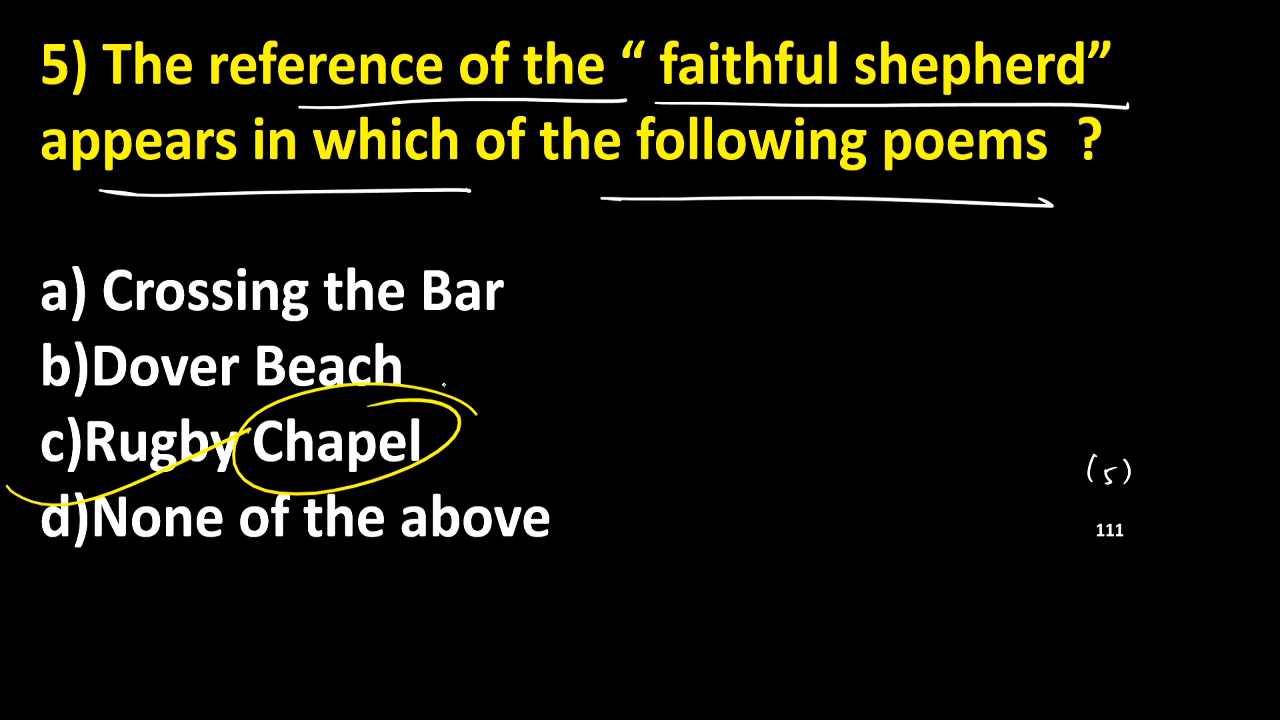 5) The reference of the “ faithful shepherd”
appears in which of the following poems ?
a) Crossing the Bar
b)Dover Beach
c)Rugby Chapel
d)None of the above
(5)
111